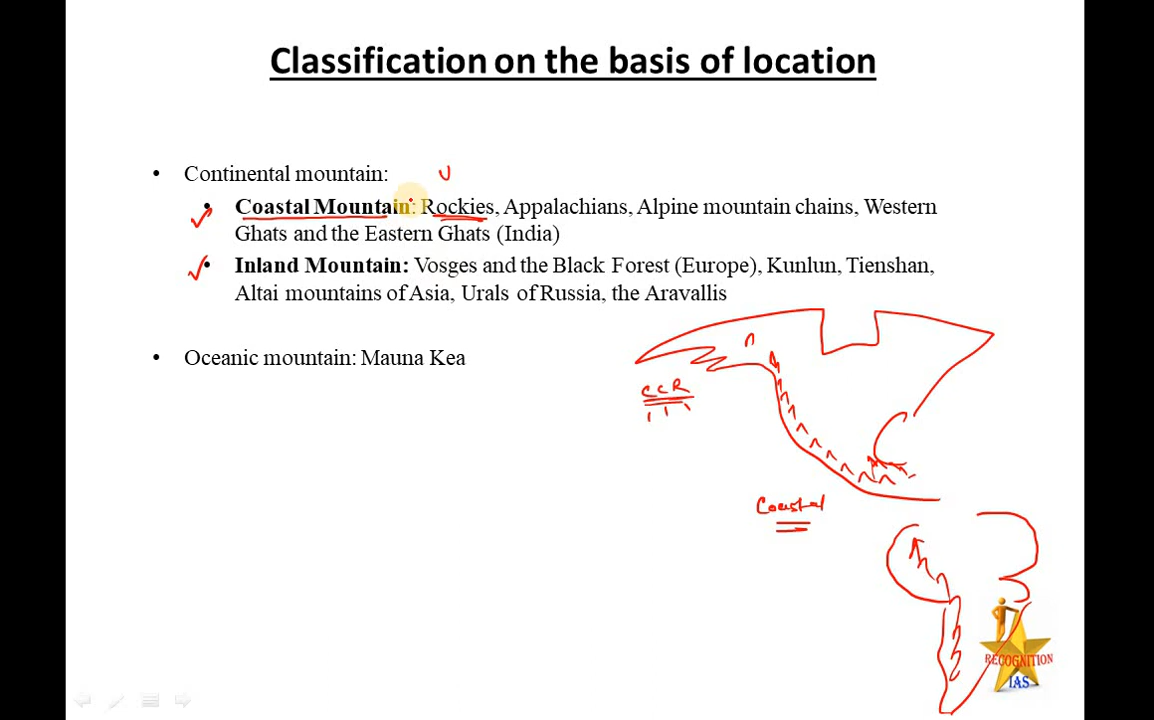 Classification on the basis of location
• Continental mountain:
• Coastal Mountain: Rockies, Appalachians, Alpine mountain chains, Western
Ghats and the Eastern Ghats (India)
• Inland Mountain: Vosges and the Black Forest (Europe), Kunlun, Tienshan,
Altai mountains of Asia, Urals of Russia, the Aravallis
• Oceanic mountain: Mauna Kea
CCR
Coastal
RECOGNITION
IAS